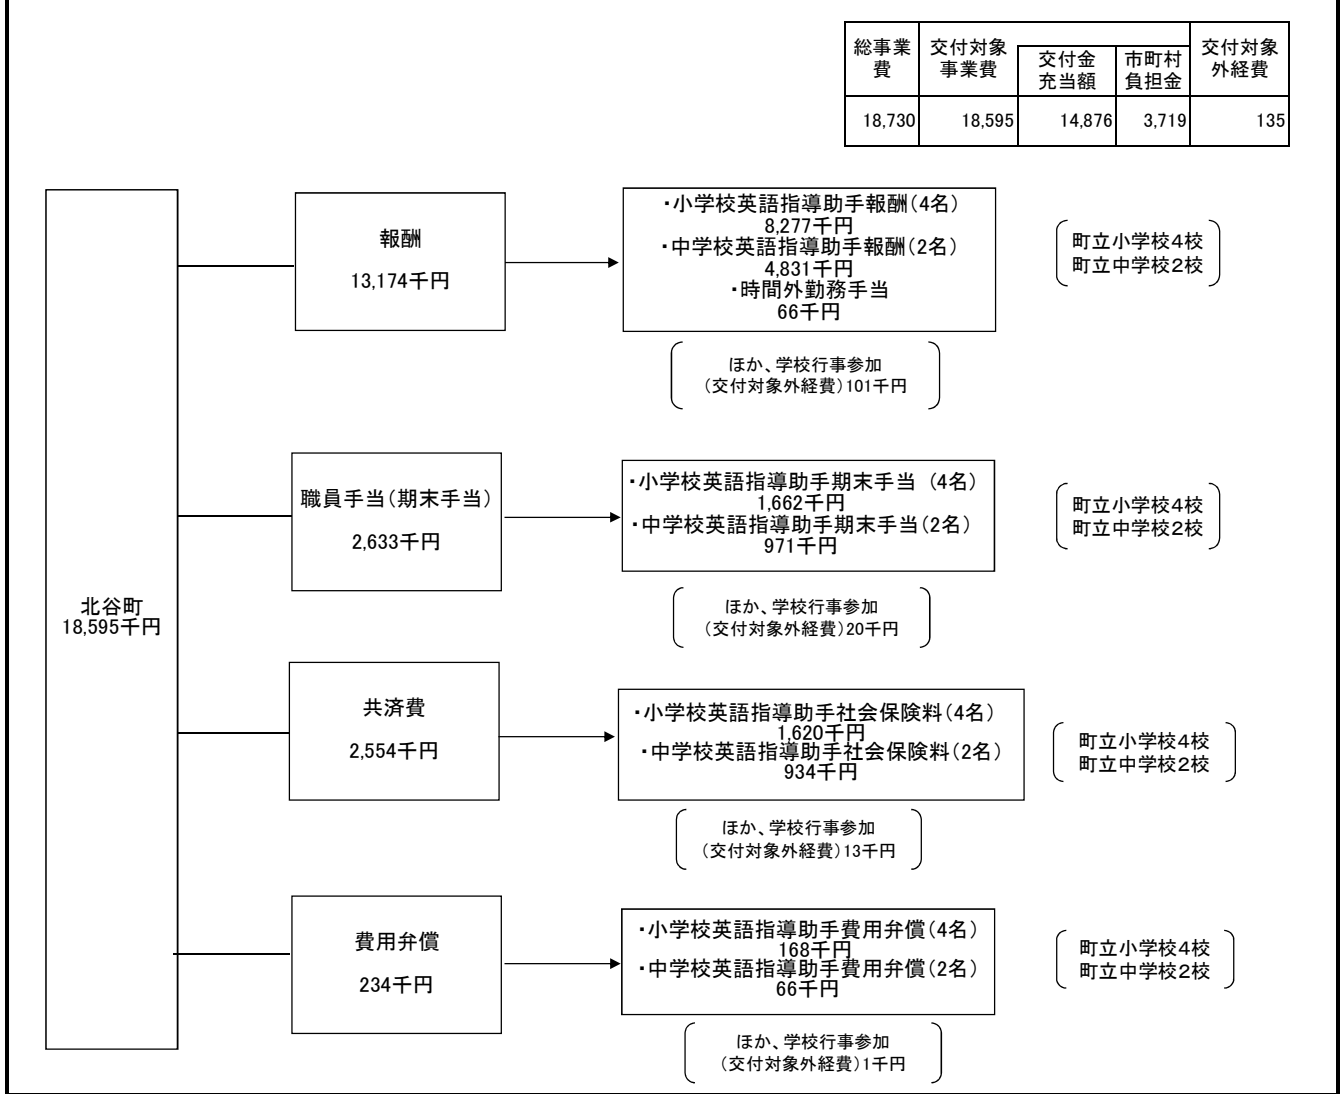 総事業費
交付対象事業費
交付金充当額
市町村負担金
交付対象外経費
18,730
18,595
14,876
3,719
135
北谷町
18,595千円
報酬
13,174千円
・小学校英語指導助手報酬(4名)
8,277千円
・中学校英語指導助手報酬(2名)
4,831千円
・時間外勤務手当
66千円
町立小学校4校
町立中学校2校
ほか、学校行事参加
(交付対象外経費)101千円
職員手当(期末手当)
2,633千円
・小学校英語指導助手期末手当 (4名)
1,662千円
・中学校英語指導助手期末手当(2名)
971千円
町立小学校4校
町立中学校2校
ほか、学校行事参加
(交付対象外経費)20千円
共済費
2,554千円
・小学校英語指導助手社会保険料(4名)
1,620千円
・中学校英語指導助手社会保険料(2名)
934千円
町立小学校4校
町立中学校2校
ほか、学校行事参加
(交付対象外経費)13千円
費用弁償
234千円
・小学校英語指導助手費用弁償(4名)
168千円
・中学校英語指導助手費用弁償(2名)
66千円
町立小学校4校
町立中学校2校
ほか、学校行事参加
(交付対象外経費)1千円